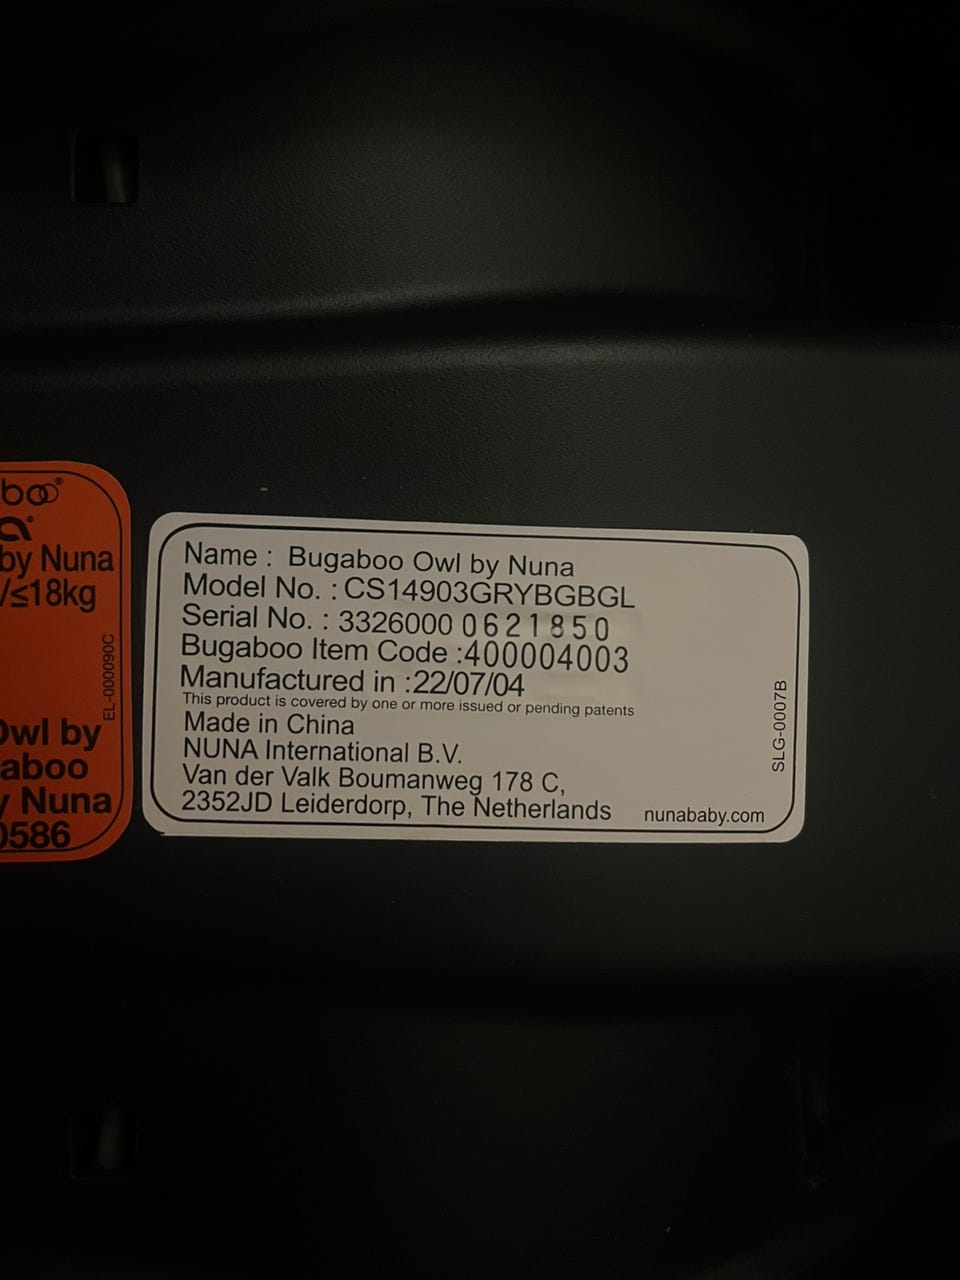 boo®
a®
by Nuna
/≤18kg
EL-000090C
Owl by
aboo
y Nuna
0586
Name : Bugaboo Owl by Nuna
Model No. : CS14903GRYBGBGL
Serial No. : 3326000 0621850
Bugaboo Item Code :400004003
Manufactured in :22/07/04
This product is covered by one or more issued or pending patents
Made in China
NUNA International B.V.
Van der Valk Boumanweg 178 C,
2352JD Leiderdorp, The Netherlands
nunababy.com
SLG-0007B